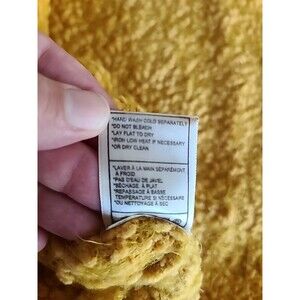 *HAND WASH COLD SEPARATELY
*DO NOT BLEACH
*LAY FLAT TO DRY
*IRON LOW HEAT IF NECESSARY
*OR DRY CLEAN
*LAVER À LA MAIN SÉPARÉMENT
A FROID
*PAS D'EAU DE JAVEL
*SÉCHAGE À PLAT
*REPASSAGE À BASSE
TEMPÉRATURE SI NÉCESSAIRE
*OU NETTOYAGE À SEC